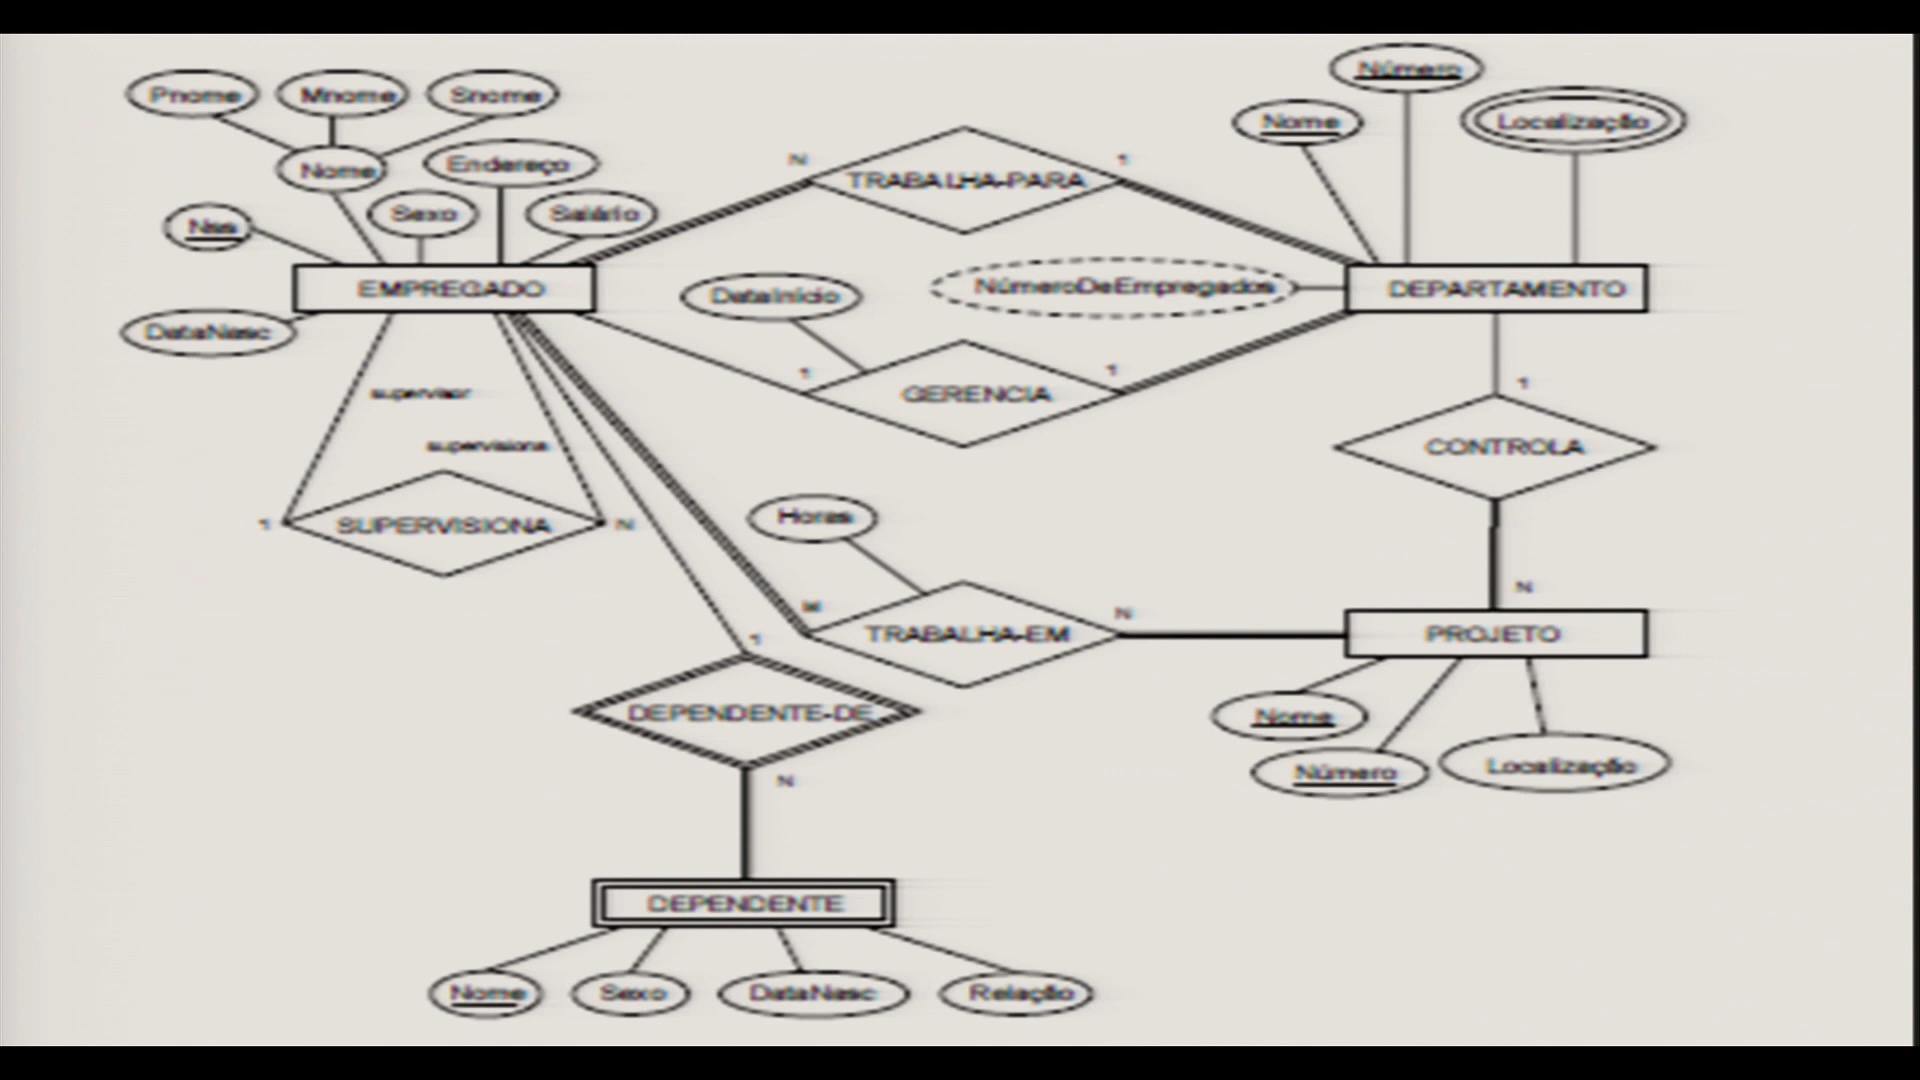 Número
Pnome
Mnome
Snome
Nome
Localização
Nome
Endereço
N
1
TRABALHA-PARA
Sexo
Salário
Nss
EMPREGADO
DataInício
NúmeroDeEmpregados
DEPARTAMENTO
DataNasc
1
1
supervisor
GERENCIA
1
supervisiona
CONTROLA
1
SUPERVISIONA
N
Horas
N
M
N
1
TRABALHA-EM
PROJETO
DEPENDENTE-DE
Nome
N
Número
Localização
DEPENDENTE
Nome
Sexo
DataNasc
Relação